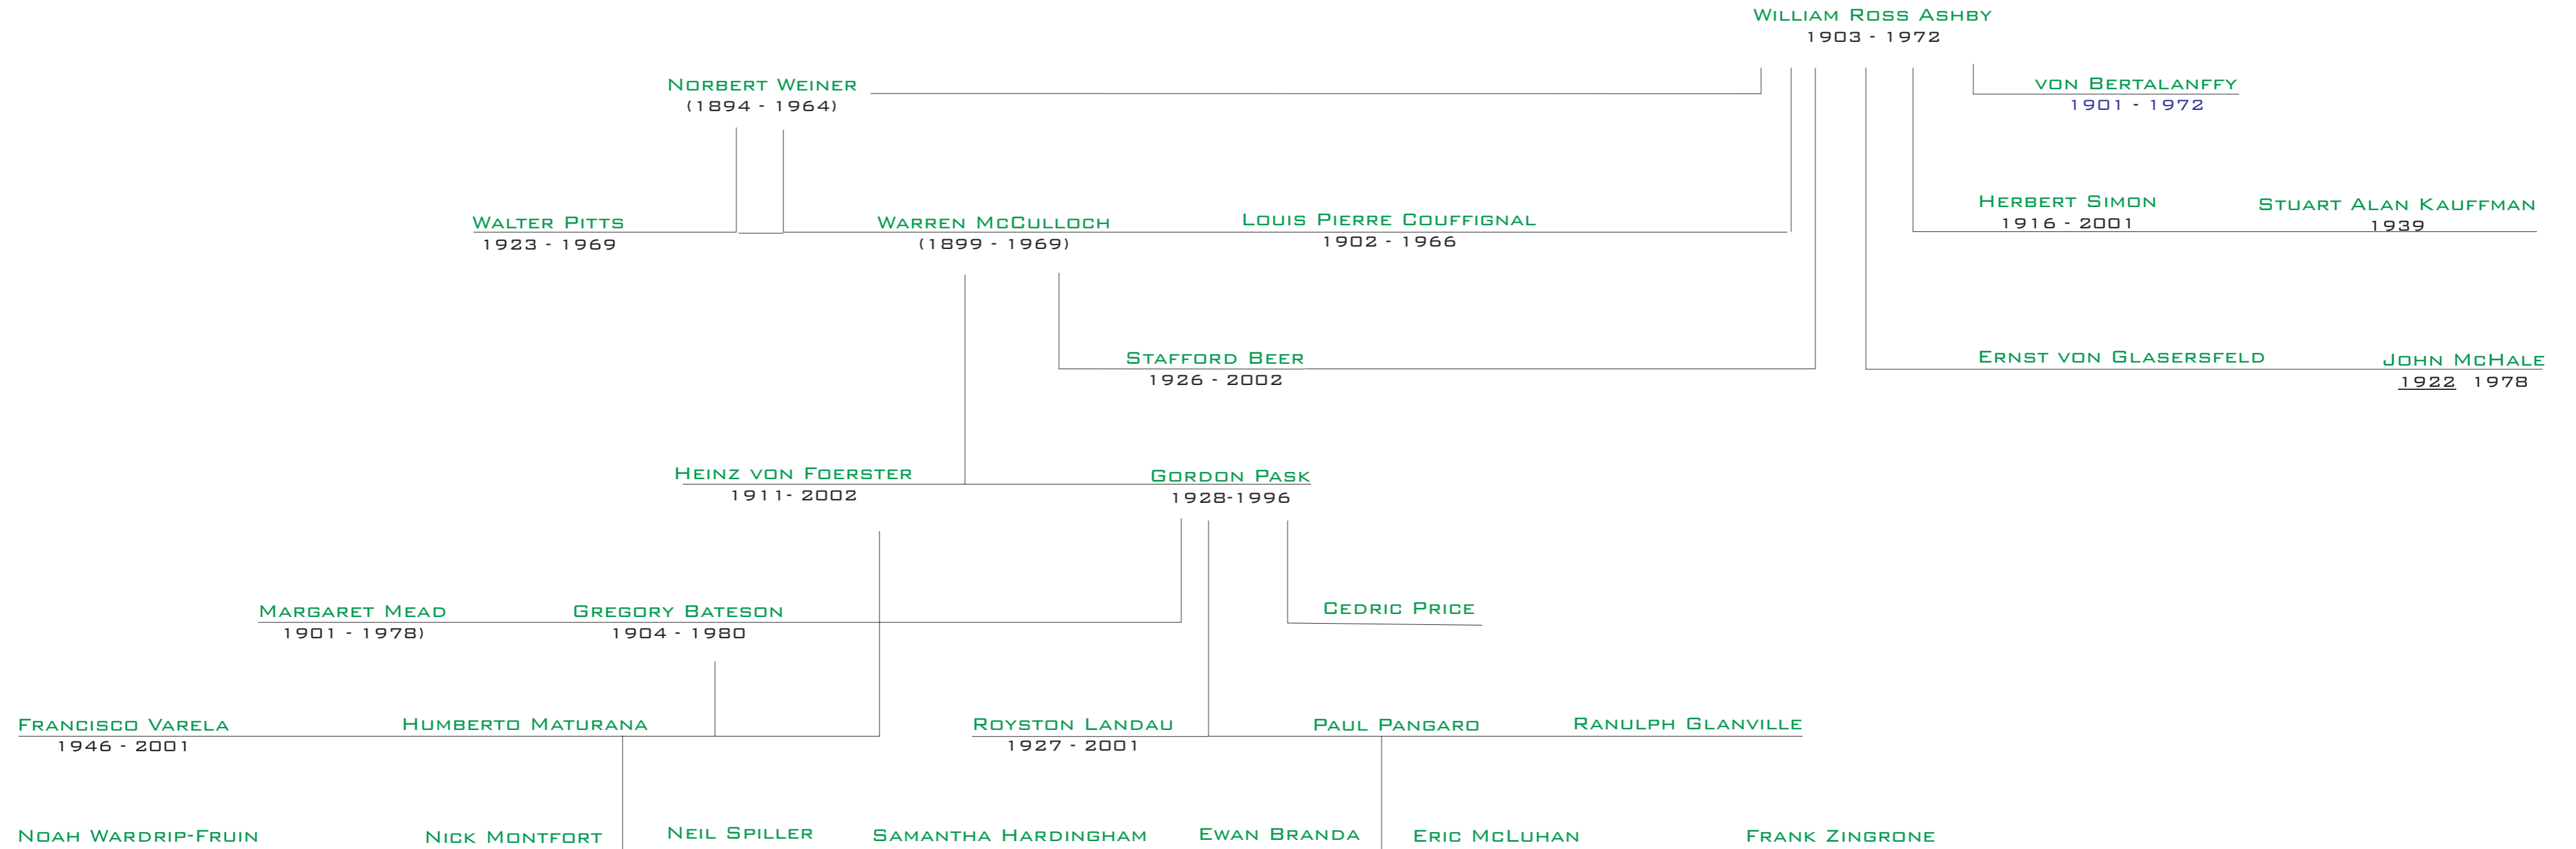 William Ross Ashby
1903 - 1972
Norbert Weiner
(1894 - 1964)
von Bertalanffy
1901 - 1972
Walter Pitts
1923 - 1969
Warren McCulloch
(1899 - 1969)
Louis Pierre Couffignal
1902 - 1966
Herbert Simon
1916 - 2001
Stuart Alan Kauffman
1939
Stafford Beer
1926 - 2002
Ernst von Glasersfeld
John McHale
1922 1978
Heinz von Foerster
1911- 2002
Gordon Pask
1928-1996
Margaret Mead
1901 - 1978)
Gregory Bateson
1904 - 1980
Cedric Price
Francisco Varela
1946 - 2001
Humberto Maturana
Royston Landau
1927 - 2001
Paul Pangaro
Ranulph Glanville
Noah Wardrip-Fruin
Nick Montfort
Neil Spiller
Samantha Hardingham
Ewan Branda
Eric McLuhan
Frank Zingrone